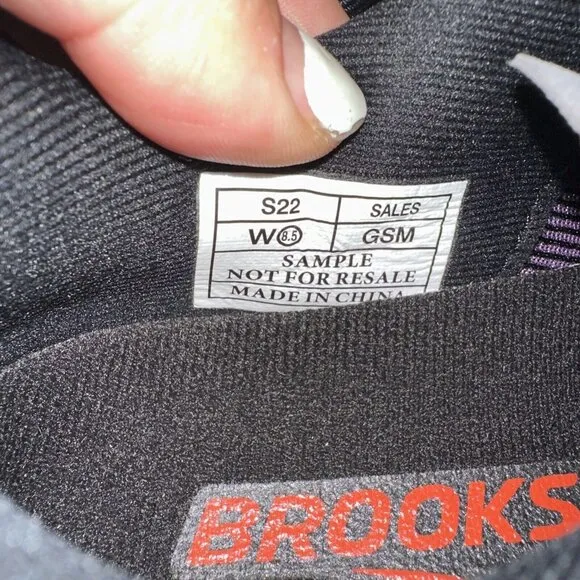 S22 SALES
W 8.5 GSM
SAMPLE
NOT FOR RESALE
MADE IN CHINA
BROOKS